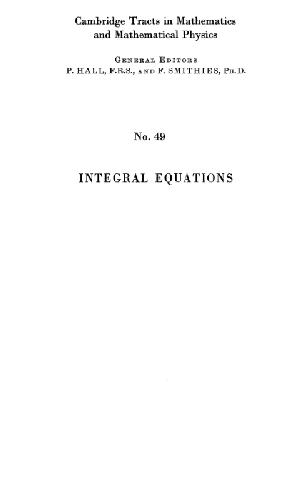 Cambridge Tracts in Mathematics
and Mathematical Physics
GENERAL EDITORS
P. HALL, F.R.S., AND F. SMITHIES, PH.D.
No. 49
INTEGRAL EQUATIONS